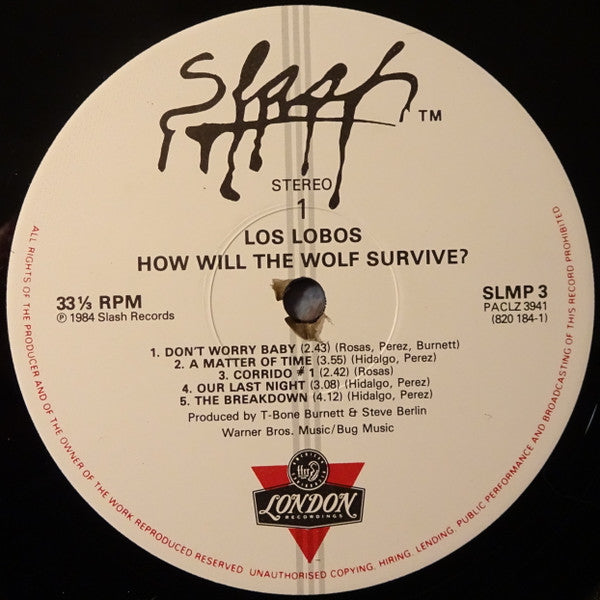 Slash TM
STEREO
1
LOS LOBOS
HOW WILL THE WOLF SURVIVE?
33⅓ RPM
℗ 1984 Slash Records
SLMP 3
PACLZ 3941
(820 184-1)
1. DON'T WORRY BABY (2.43) (Rosas, Perez, Burnett)
2. A MATTER OF TIME (3.55) (Hidalgo, Perez)
3. CORRIDO #1 (2.42) (Rosas)
4. OUR LAST NIGHT (3.08) (Hidalgo, Perez)
5. THE BREAKDOWN (4.12) (Hidalgo, Perez)
Produced by T-Bone Burnett & Steve Berlin
Warner Bros. Music/Bug Music
LONDON
RECORDINGS
ALL RIGHTS OF THE PRODUCER AND OF THE OWNER OF THE WORK REPRODUCED RESERVED UNAUTHORISED COPYING, HIRING, LENDING, PUBLIC PERFORMANCE AND BROADCASTING OF THIS RECORD PROHIBITED